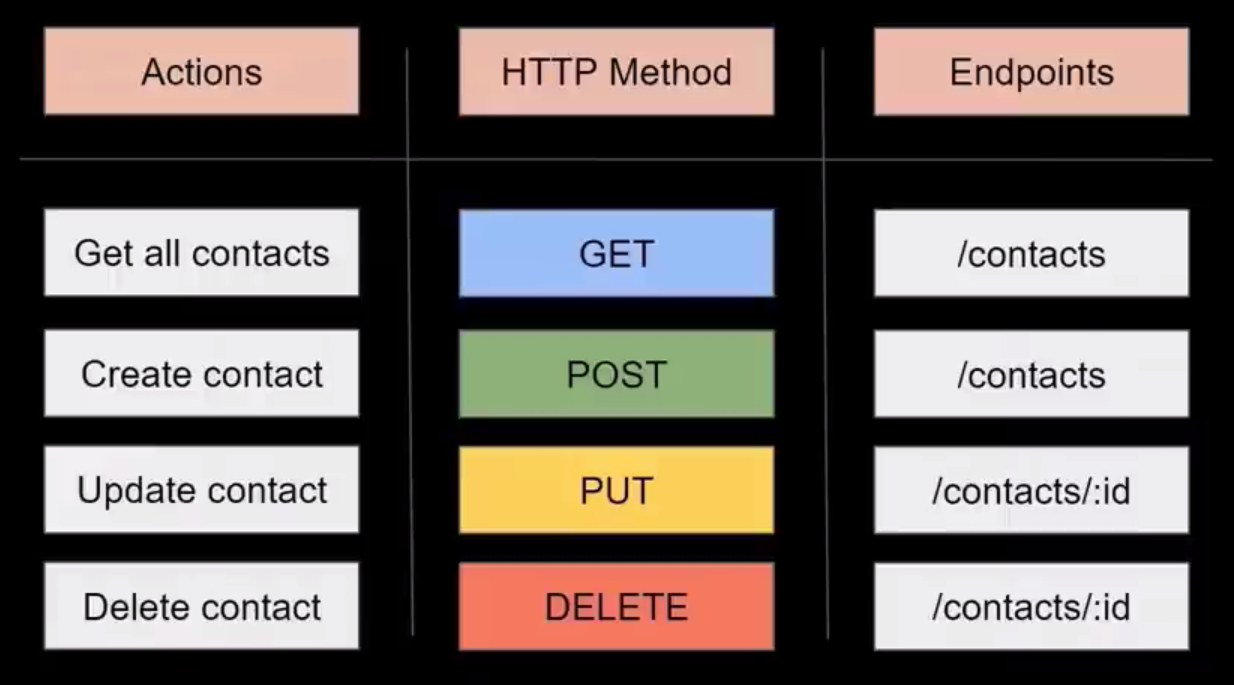 Actions HTTP Method Endpoints
Get all contacts GET /contacts
Create contact POST /contacts
Update contact PUT /contacts/:id
Delete contact DELETE /contacts/:id